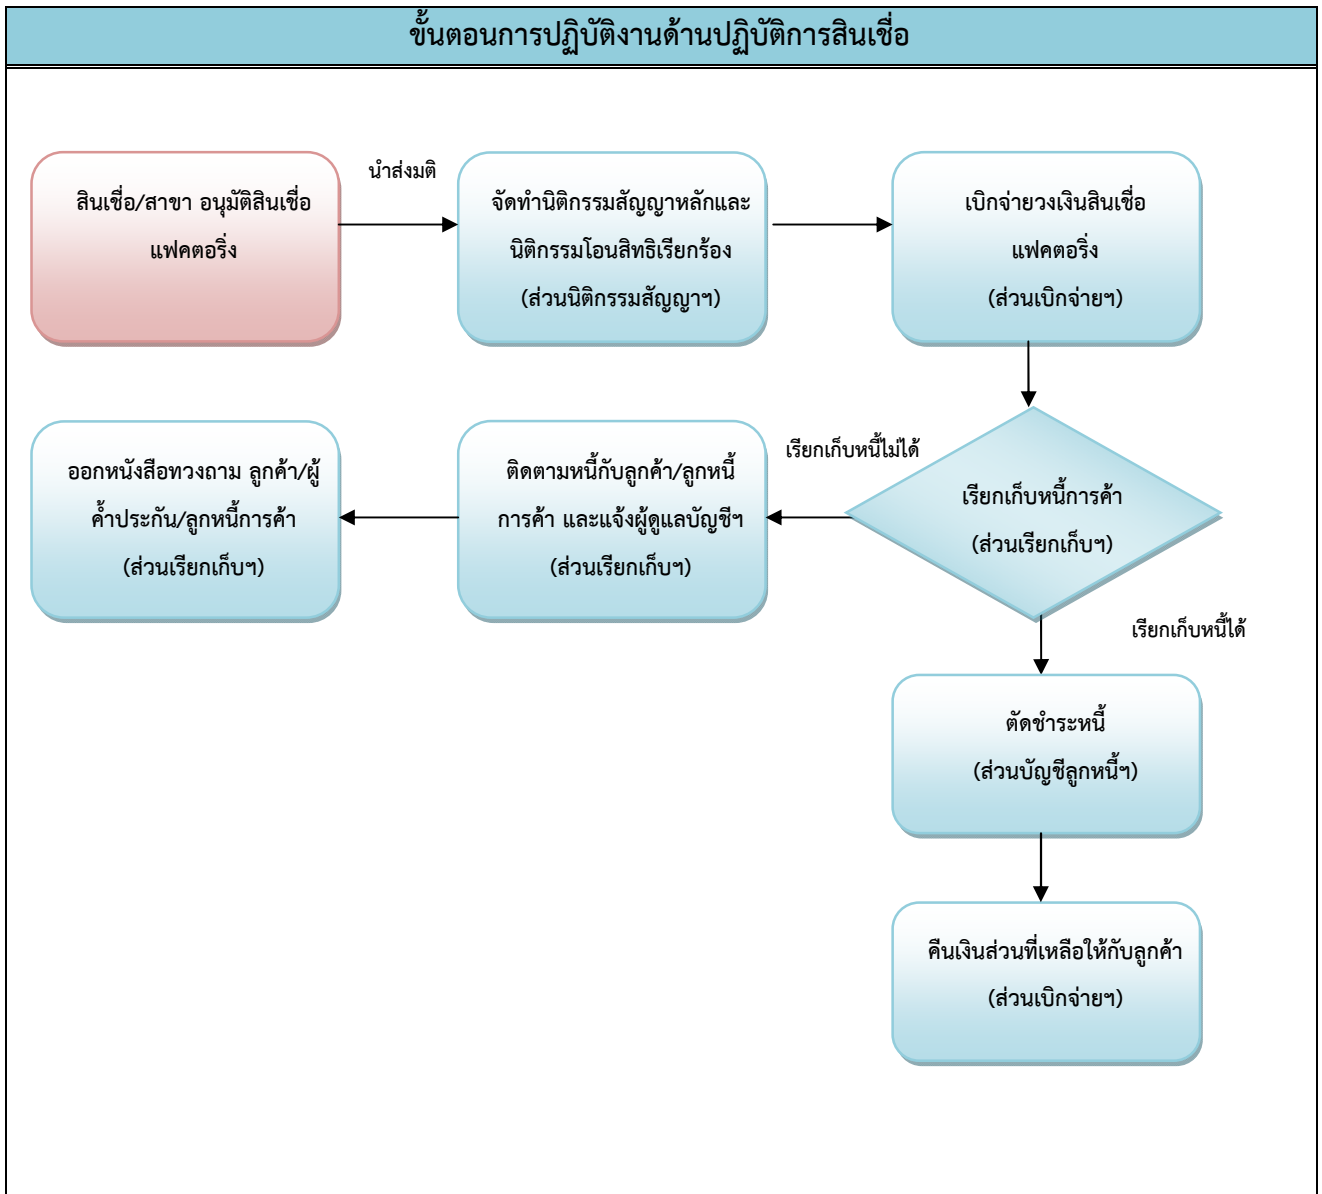 ขั้นตอนการปฏิบัติงานด้านปฏิบัติการสินเชื่อ
สินเชื่อ/สาขา อนุมัติสินเชื่อ
แฟคตอริ่ง
นำส่งมติ
จัดทำนิติกรรมสัญญาหลักและ
นิติกรรมโอนสิทธิเรียกร้อง
(ส่วนนิติกรรมสัญญาฯ)
เบิกจ่ายวงเงินสินเชื่อ
แฟคตอริ่ง
(ส่วนเบิกจ่ายฯ)
เรียกเก็บหนี้การค้า
(ส่วนเรียกเก็บฯ)
เรียกเก็บหนี้ไม่ได้
ติดตามหนี้กับลูกค้า/ลูกหนี้
การค้า และแจ้งผู้ดูแลบัญชีฯ
(ส่วนเรียกเก็บฯ)
ออกหนังสือทวงถาม ลูกค้า/ผู้
ค้ำประกัน/ลูกหนี้การค้า
(ส่วนเรียกเก็บฯ)
เรียกเก็บหนี้ได้
ตัดชำระหนี้
(ส่วนบัญชีลูกหนี้ฯ)
คืนเงินส่วนที่เหลือให้กับลูกค้า
(ส่วนเบิกจ่ายฯ)